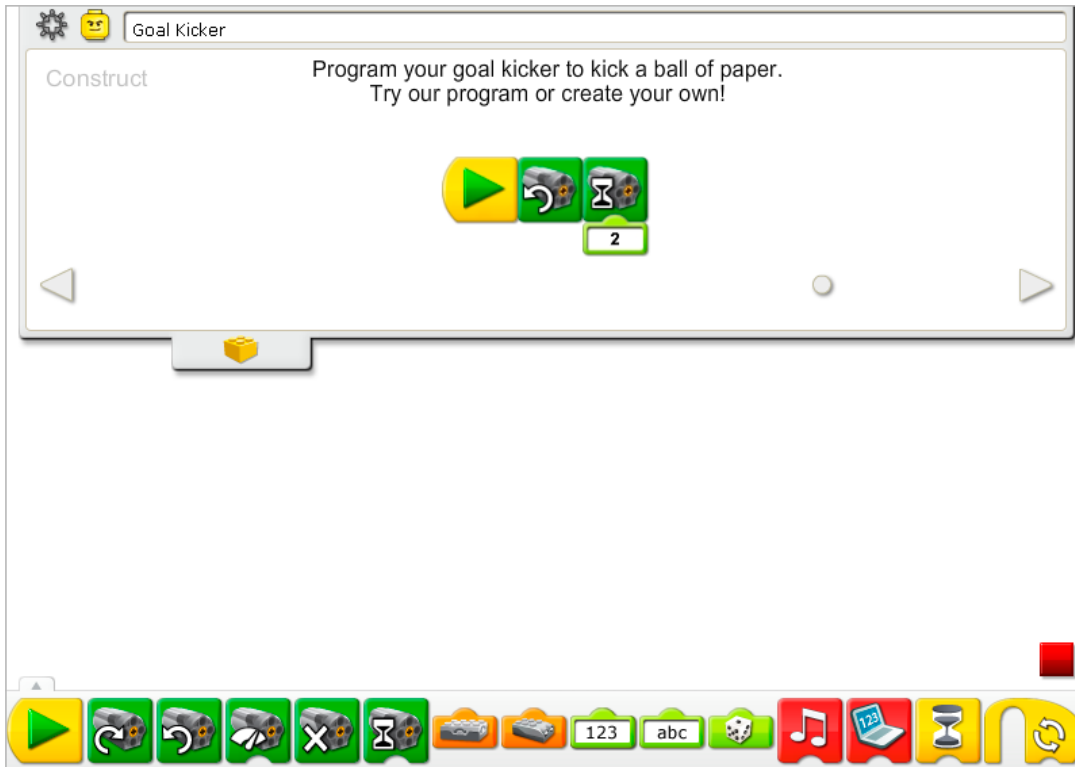 Goal Kicker
Construct
Program your goal kicker to kick a ball of paper.
Try our program or create your own!
2
123
abc
123